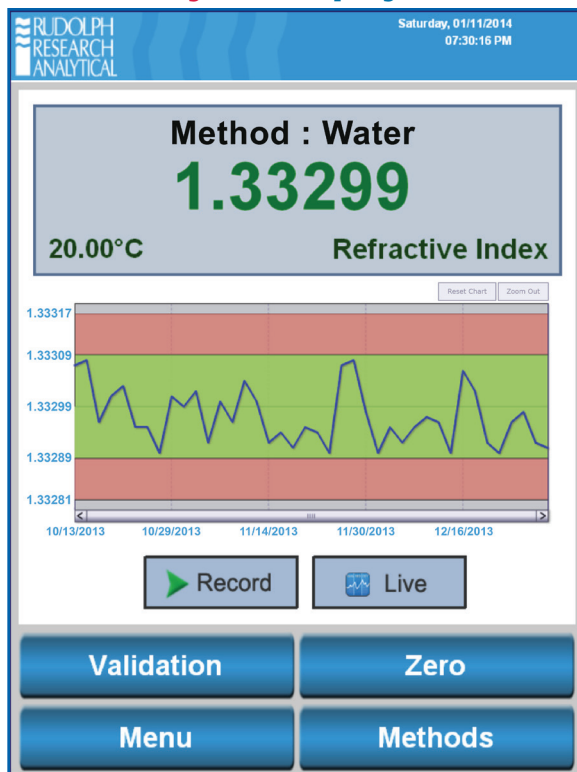 RUDOLPH
RESEARCH
ANALYTICAL
Saturday, 01/11/2014
07:30:16 PM
Method : Water
1.33299
20.00°C Refractive Index
Reset Chart Zoom Out
1.33317
1.33309
1.33299
1.33289
1.33281
10/13/2013 10/29/2013 11/14/2013 11/30/2013 12/16/2013
Record Live
Validation Zero
Menu Methods